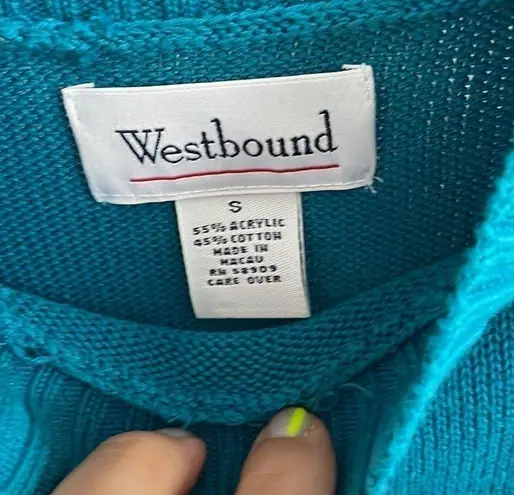 Westbound
S
55% ACRYLIC
45% COTTON
MADE IN
MACAU
RN 58909
CARE OVER